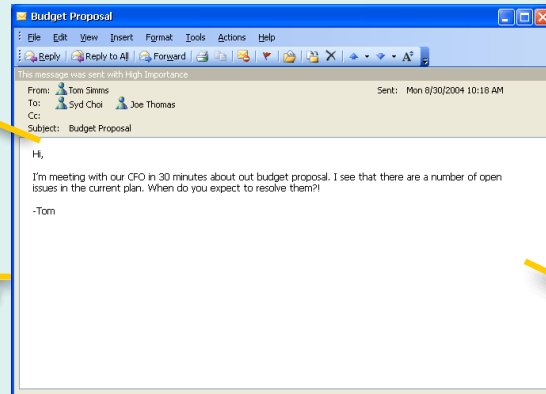 Budget Proposal
File Edit View Insert Format Tools Actions Help
Reply Reply to All Forward
This message was sent with High Importance
From: Tom Simms Sent: Mon 8/30/2004 10:18 AM
To: Syd Choi Joe Thomas
Cc:
Subject: Budget Proposal
Hi,
I'm meeting with our CFO in 30 minutes about out budget proposal. I see that there are a number of open
issues in the current plan. When do you expect to resolve them?!
-Tom